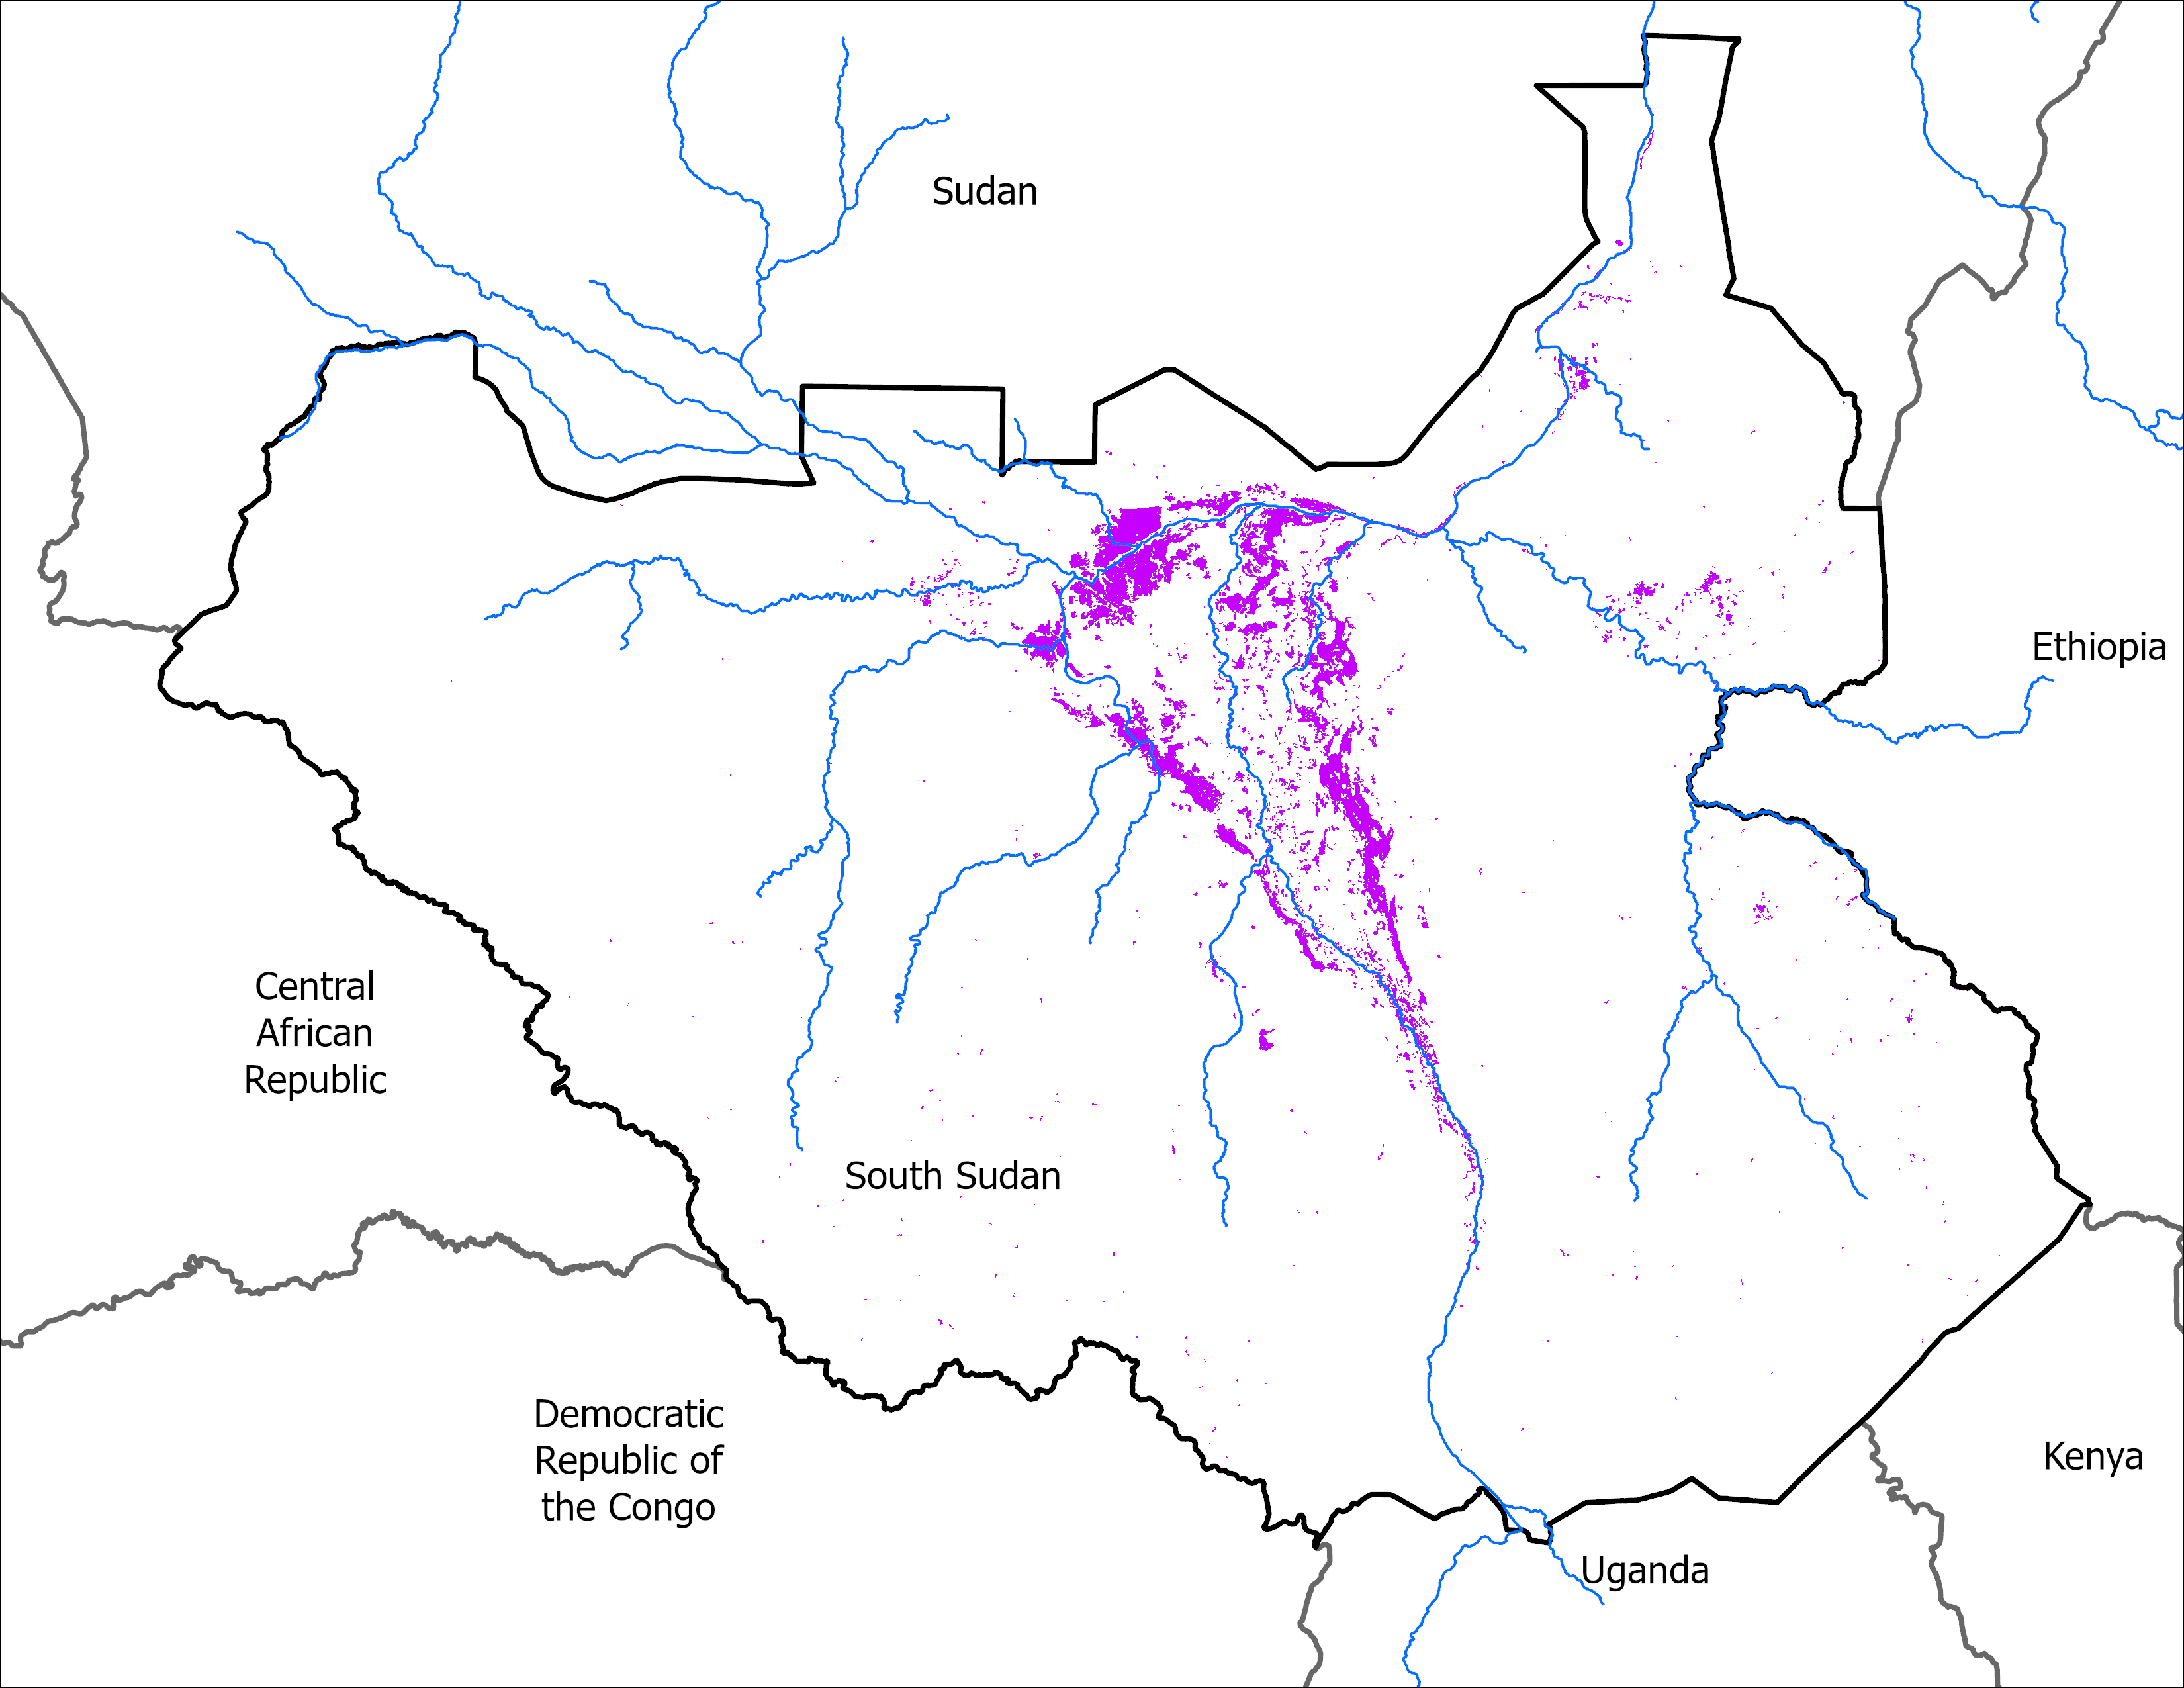 Sudan
Ethiopia
Central
African
Republic
South Sudan
Democratic
Republic of
the Congo
Kenya
Uganda